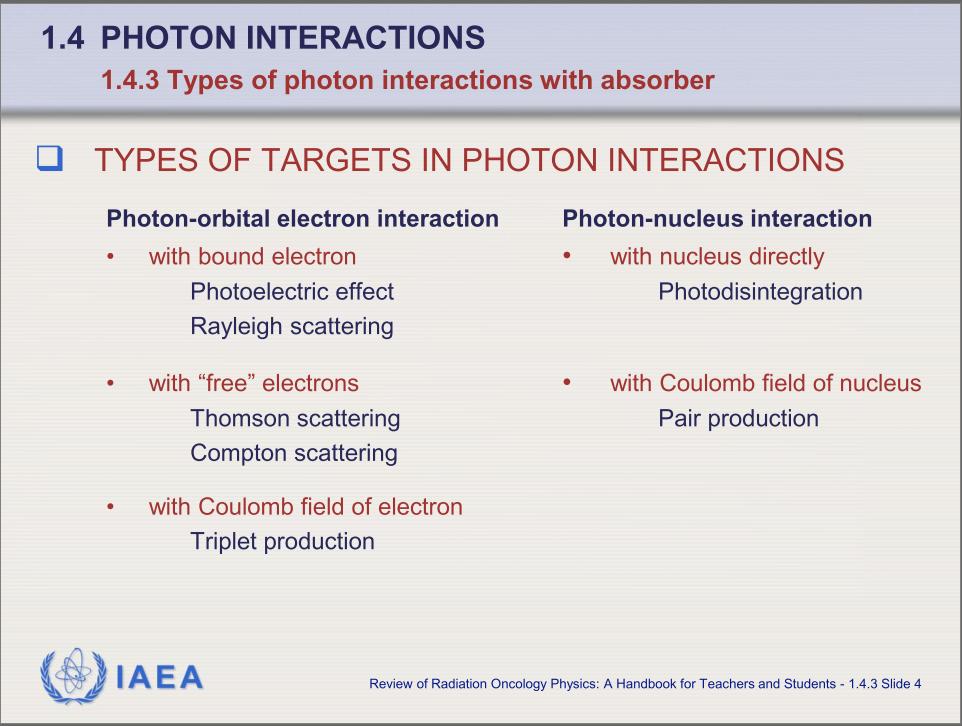 1.4 PHOTON INTERACTIONS
1.4.3 Types of photon interactions with absorber
TYPES OF TARGETS IN PHOTON INTERACTIONS
Photon-orbital electron interaction
• with bound electron
Photoelectric effect
Rayleigh scattering
• with “free” electrons
Thomson scattering
Compton scattering
• with Coulomb field of electron
Triplet production
Photon-nucleus interaction
• with nucleus directly
Photodisintegration
• with Coulomb field of nucleus
Pair production
IAEA
Review of Radiation Oncology Physics: A Handbook for Teachers and Students - 1.4.3 Slide 4